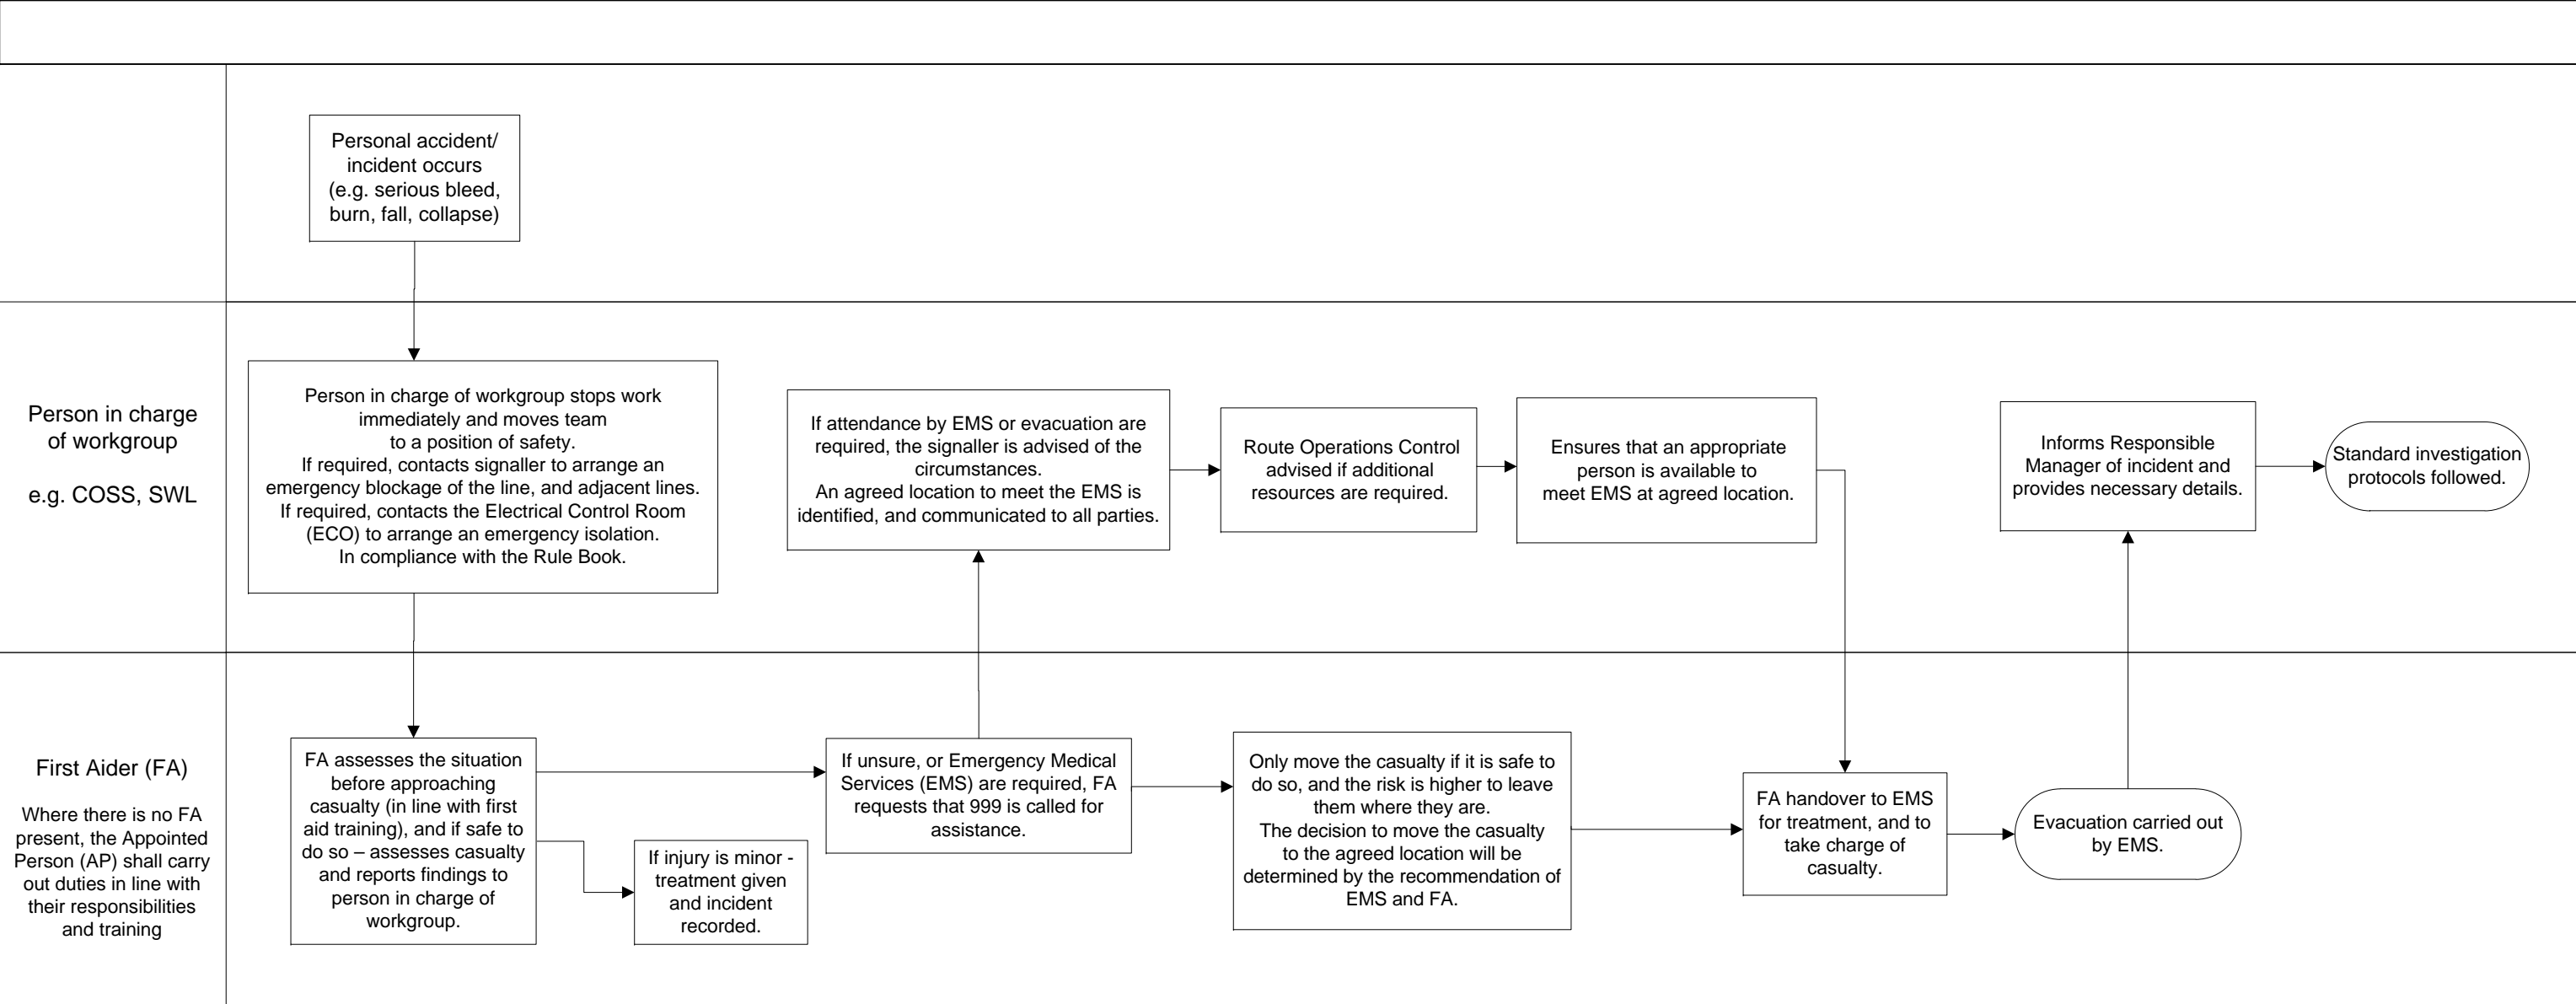 Personal accident/
incident occurs
(e.g. serious bleed,
burn, fall, collapse)
Person in charge
of workgroup
e.g. COSS, SWL
Person in charge of workgroup stops work
immediately and moves team
to a position of safety.
If required, contacts signaller to arrange an
emergency blockage of the line, and adjacent lines.
If required, contacts the Electrical Control Room
(ECO) to arrange an emergency isolation.
In compliance with the Rule Book.
If attendance by EMS or evacuation are
required, the signaller is advised of the
circumstances.
An agreed location to meet the EMS is
identified, and communicated to all parties.
Route Operations Control
advised if additional
resources are required.
Ensures that an appropriate
person is available to
meet EMS at agreed location.
Informs Responsible
Manager of incident and
provides necessary details.
Standard investigation
protocols followed.
First Aider (FA)
Where there is no FA
present, the Appointed
Person (AP) shall carry
out duties in line with
their responsibilities
and training
FA assesses the situation
before approaching
casualty (in line with first
aid training), and if safe to
do so – assesses casualty
and reports findings to
person in charge of
workgroup.
If injury is minor -
treatment given
and incident
recorded.
If unsure, or Emergency Medical
Services (EMS) are required, FA
requests that 999 is called for
assistance.
Only move the casualty if it is safe to
do so, and the risk is higher to leave
them where they are.
The decision to move the casualty
to the agreed location will be
determined by the recommendation of
EMS and FA.
FA handover to EMS
for treatment, and to
take charge of
casualty.
Evacuation carried out
by EMS.